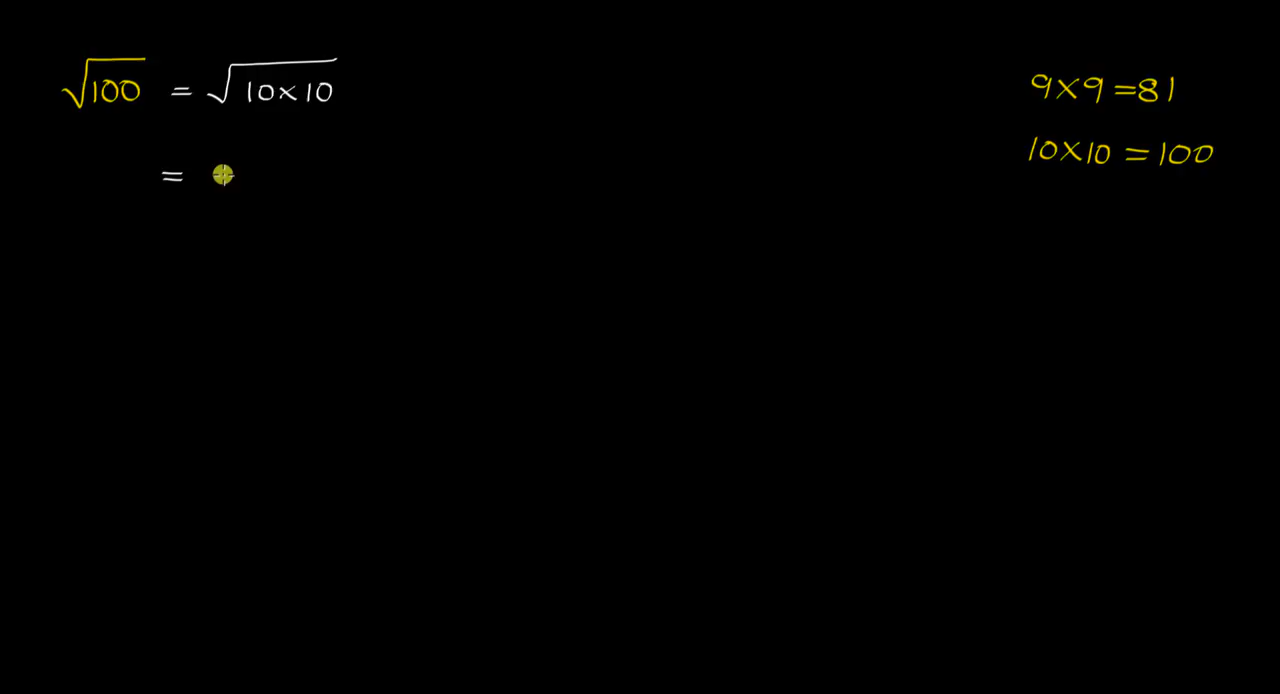 √100 = √10×10
=
9×9=81
10×10=100